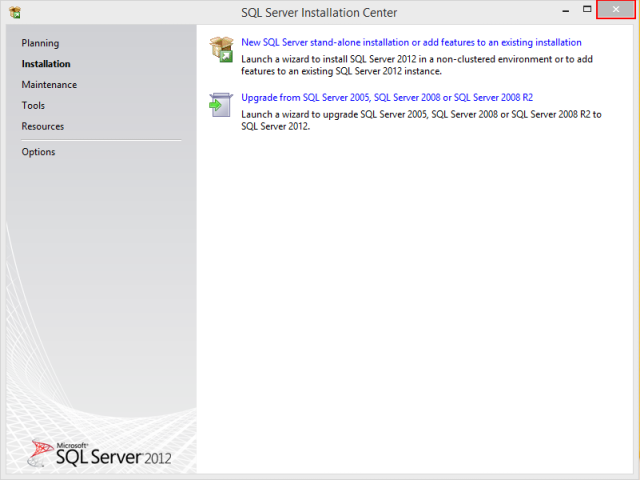 SQL Server Installation Center
Planning
Installation
Maintenance
Tools
Resources
Options
New SQL Server stand-alone installation or add features to an existing installation
Launch a wizard to install SQL Server 2012 in a non-clustered environment or to add
features to an existing SQL Server 2012 instance.
Upgrade from SQL Server 2005, SQL Server 2008 or SQL Server 2008 R2
Launch a wizard to upgrade SQL Server 2005, SQL Server 2008 or SQL Server 2008 R2 to
SQL Server 2012.
Microsoft®
SQL Server 2012